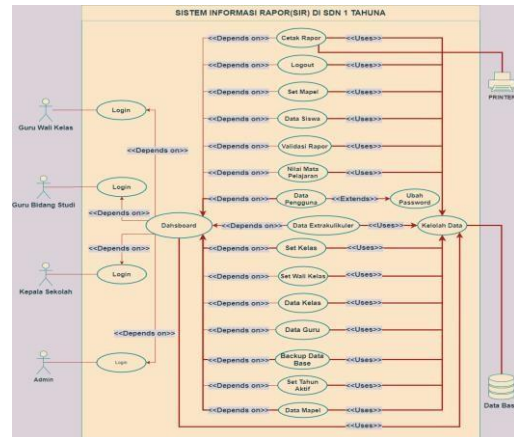 SISTEM INFORMASI RAPOR(SIR) DI SDN 1 TAHUNA
<<Depends on>> Cetak Rapor <<Uses>>
<<Depends on>> Logout <<Uses>>
PRINTER
<<Depends on>> Set Mapel <<Uses>>
Login
Guru Wali Kelas
<<Depends on>> Data Siswa <<Uses>>
<<Depends on>> Validasi Rapor <<Uses>>
<<Depends on>>
<<Depends on>> Nilai Mata
Pelajaran <<Uses>>
Login
Guru Bidang Studi
<<Depends on>> Data
Pengguna <<Extends>> Ubah
Password
<<Depends on>>
Dahsboard <<Depends on>> Data Extrakulikuler <<Uses>> Kelolah Data
<<Depends on>>
<<Depends on>> Set Kelas <<Uses>>
Login
Kepala Sekolah
<<Depends on>> Set Wali Kelas <<Uses>>
<<Depends on>> Data Kelas <<Uses>>
<<Depends on>>
<<Depends on>> Data Guru <<Uses>>
Login
Admin
<<Depends on>> Backup Data
Base <<Uses>>
<<Depends on>> Set Tahun
Aktif <<Uses>>
Data Base
<<Depends on>> Data Mapel <<Uses>>
<<Uses>>